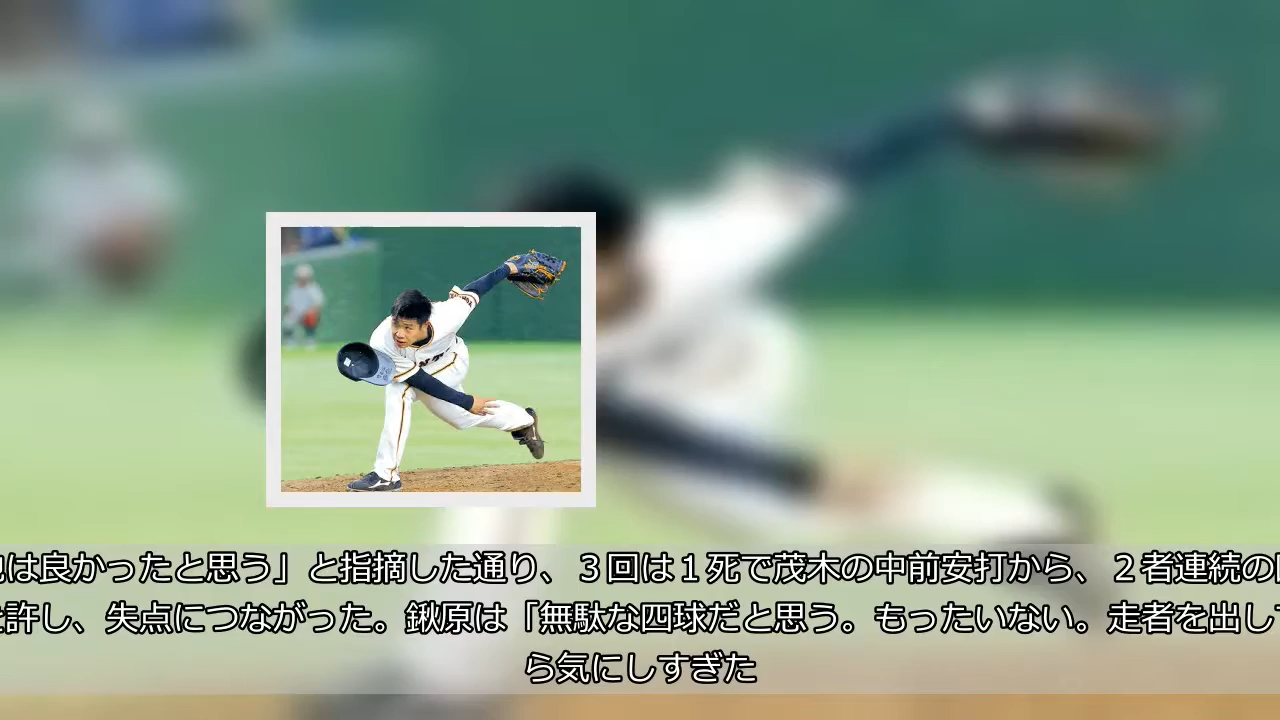 は良かったと思う」と指摘した通り、３回は１死で茂木の中前安打から、２者連続の
許し、失点につながった。鍬原は「無駄な四球だと思う。もったいない。走者を出し
ら気にしすぎた